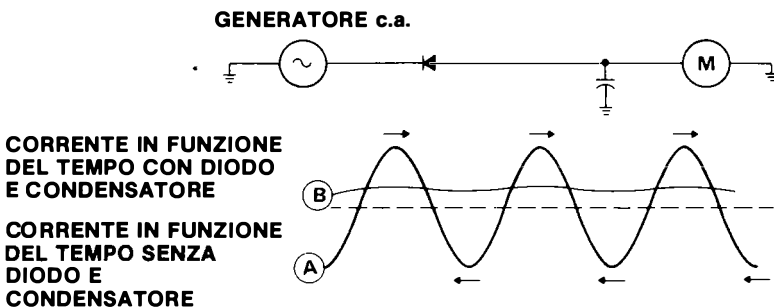 GENERATORE c.a.
M
CORRENTE IN FUNZIONE
DEL TEMPO CON DIODO
E CONDENSATORE
B
CORRENTE IN FUNZIONE
DEL TEMPO SENZA
DIODO E
CONDENSATORE
A